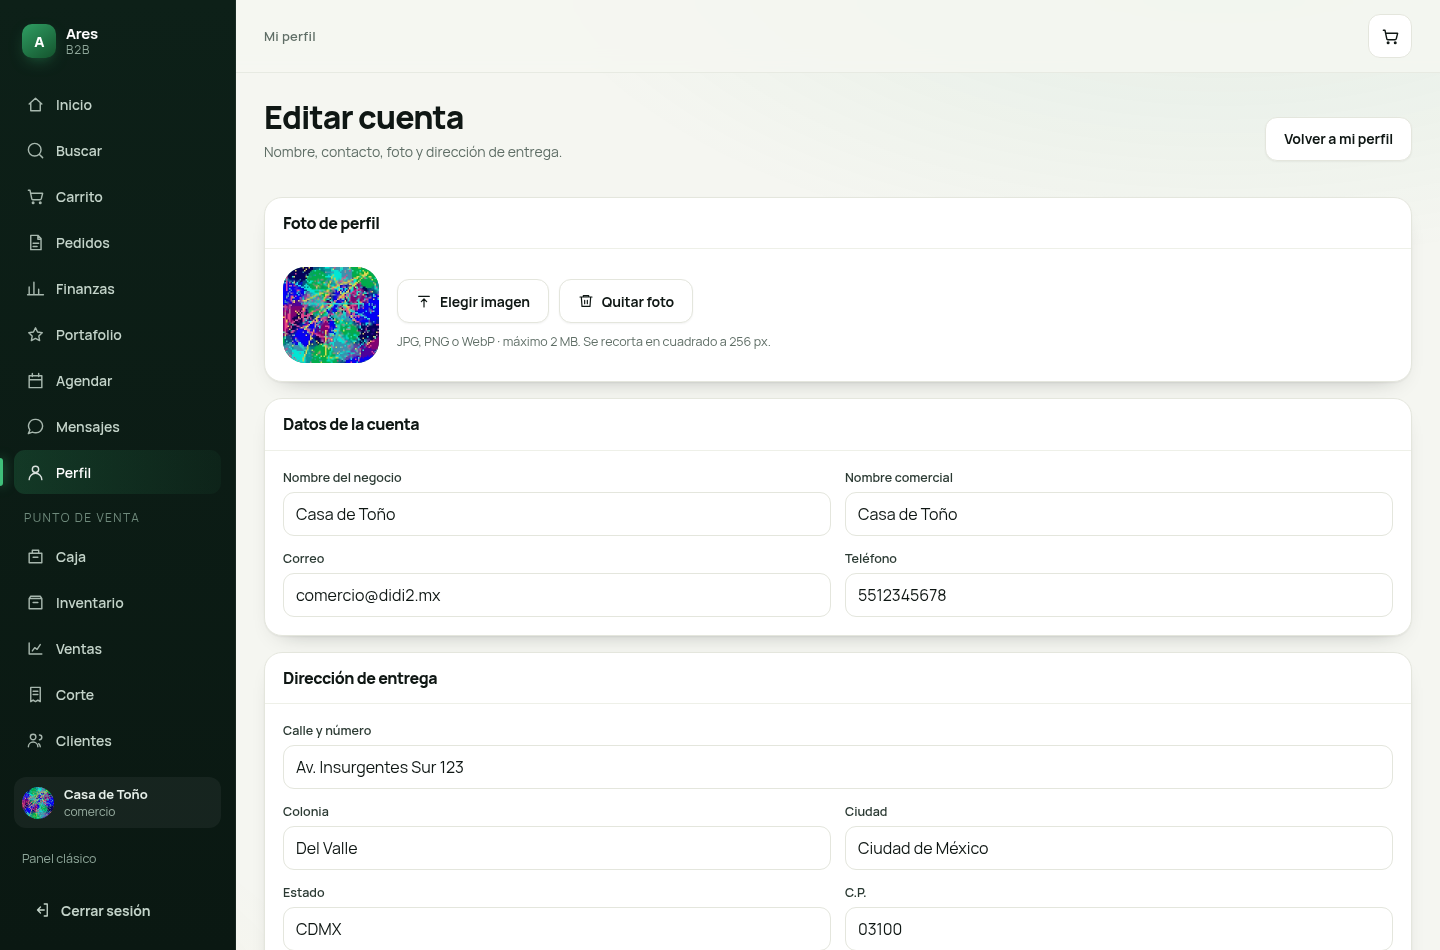 A
Ares
B2B
Inicio
Buscar
Carrito
Pedidos
Finanzas
Portafolio
Agendar
Mensajes
Perfil
PUNTO DE VENTA
Caja
Inventario
Ventas
Corte
Clientes
Casa de Toño
comercio
Panel clásico
Cerrar sesión
Mi perfil
Editar cuenta
Nombre, contacto, foto y dirección de entrega.
Volver a mi perfil
Foto de perfil
Elegir imagen
Quitar foto
JPG, PNG o WebP · máximo 2 MB. Se recorta en cuadrado a 256 px.
Datos de la cuenta
Nombre del negocio
Nombre comercial
Casa de Toño
Casa de Toño
Correo
Teléfono
comercio@didi2.mx
5512345678
Dirección de entrega
Calle y número
Av. Insurgentes Sur 123
Colonia
Ciudad
Del Valle
Ciudad de México
Estado
C.P.
CDMX
03100